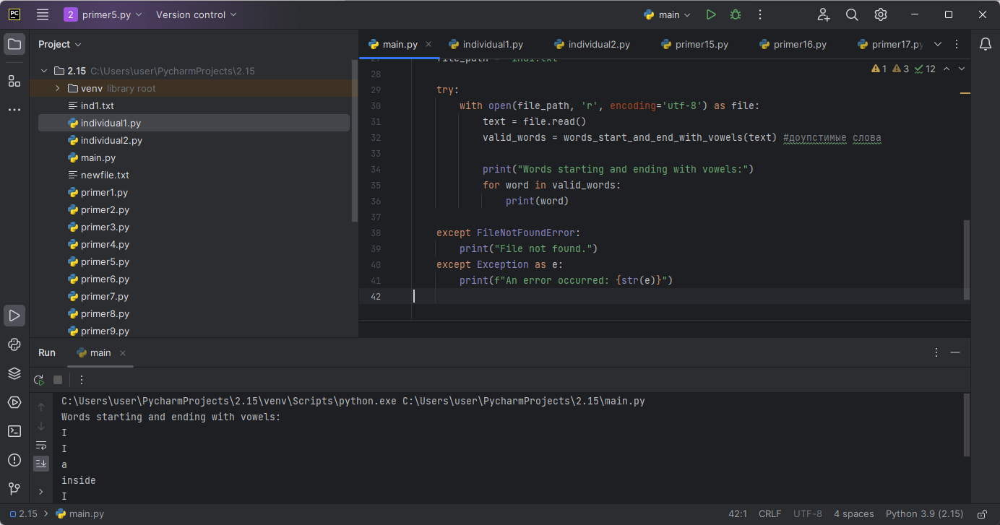 PC 2 primer5.py Version control main
Project
main.py individual1.py individual2.py primer15.py primer16.py primer17.py
2.15 C:\Users\user\PycharmProjects\2.15
venv library root
ind1.txt
individual1.py
individual2.py
main.py
newfile.txt
primer1.py
primer2.py
primer3.py
primer4.py
primer5.py
primer6.py
primer7.py
primer8.py
primer9.py
1 3 12
28
29 try:
30 with open(file_path, 'r', encoding='utf-8') as file:
31 text = file.read()
32 valid_words = words_start_and_end_with_vowels(text) #доупстимые слова
33
34 print("Words starting and ending with vowels:")
35 for word in valid_words:
36 print(word)
37
38 except FileNotFoundError:
39 print("File not found.")
40 except Exception as e:
41 print(f"An error occurred: {str(e)}")
42
Run main
C:\Users\user\PycharmProjects\2.15\venv\Scripts\python.exe C:\Users\user\PycharmProjects\2.15\main.py
Words starting and ending with vowels:
I
I
a
inside
I
2.15 main.py 42:1 CRLF UTF-8 4 spaces Python 3.9 (2.15)